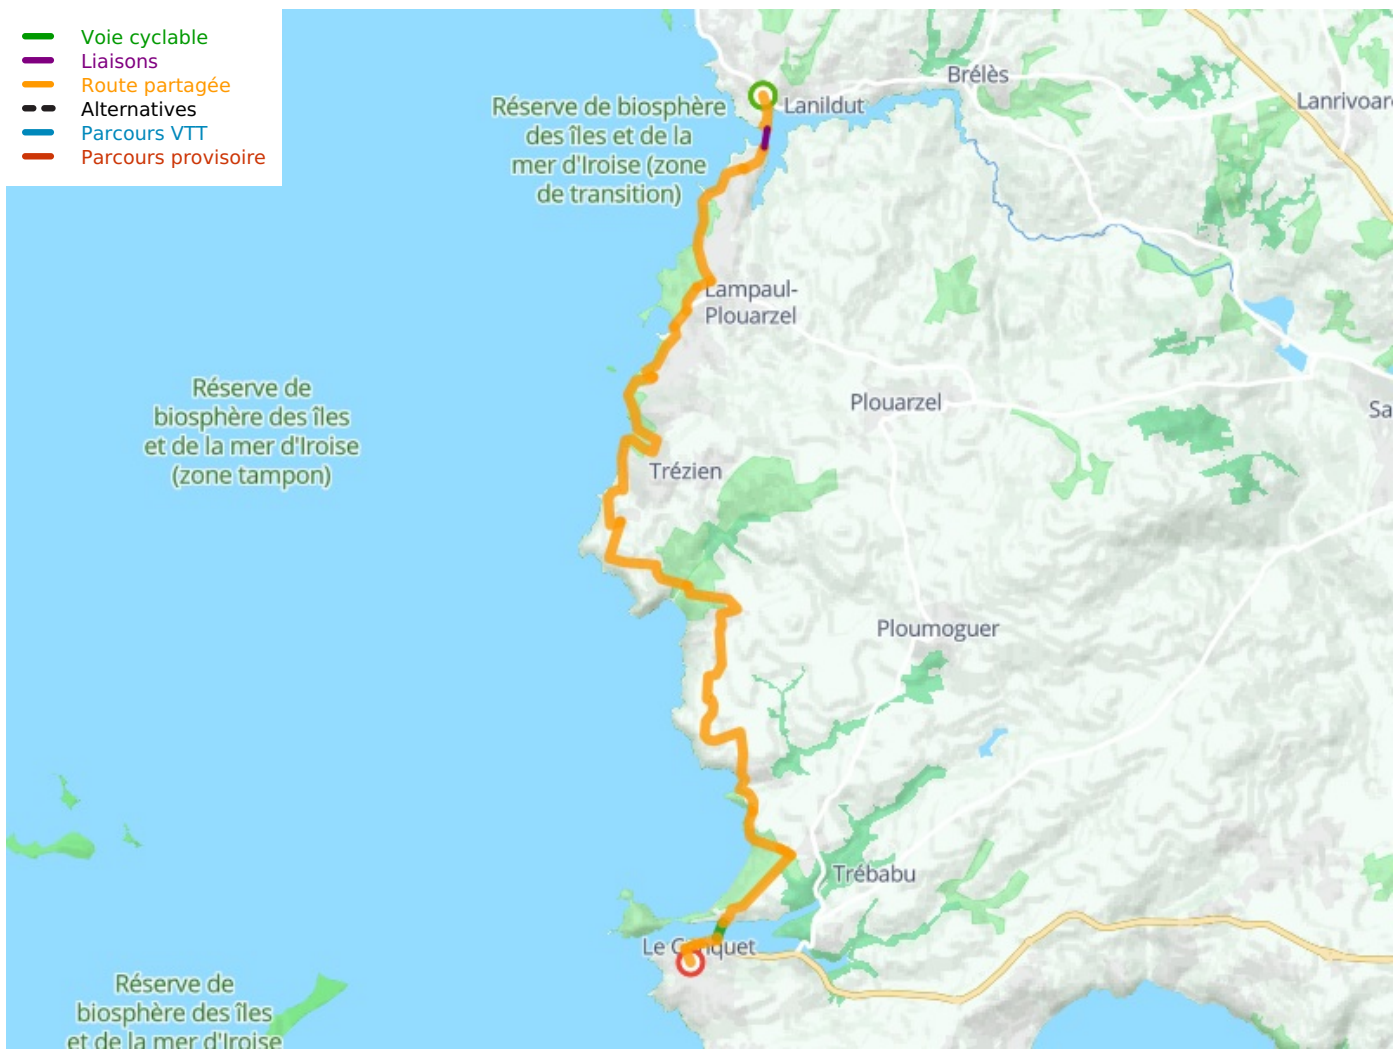 Voie cyclable
Liaisons
Route partagée
Alternatives
Parcours VTT
Parcours provisoire
Brélès
Lanildut
Lanrivoar
Réserve de biosphère
des îles et de la
mer d'Iroise (zone
de transition)
Lampaul-
Plouarzel
Réserve de
biosphère des îles
et de la mer d'Iroise
(zone tampon)
Plouarzel
Sa
Trézien
Ploumoguer
Trébabu
Le Conquet
Réserve de
biosphère des îles
et de la mer d'Iroise